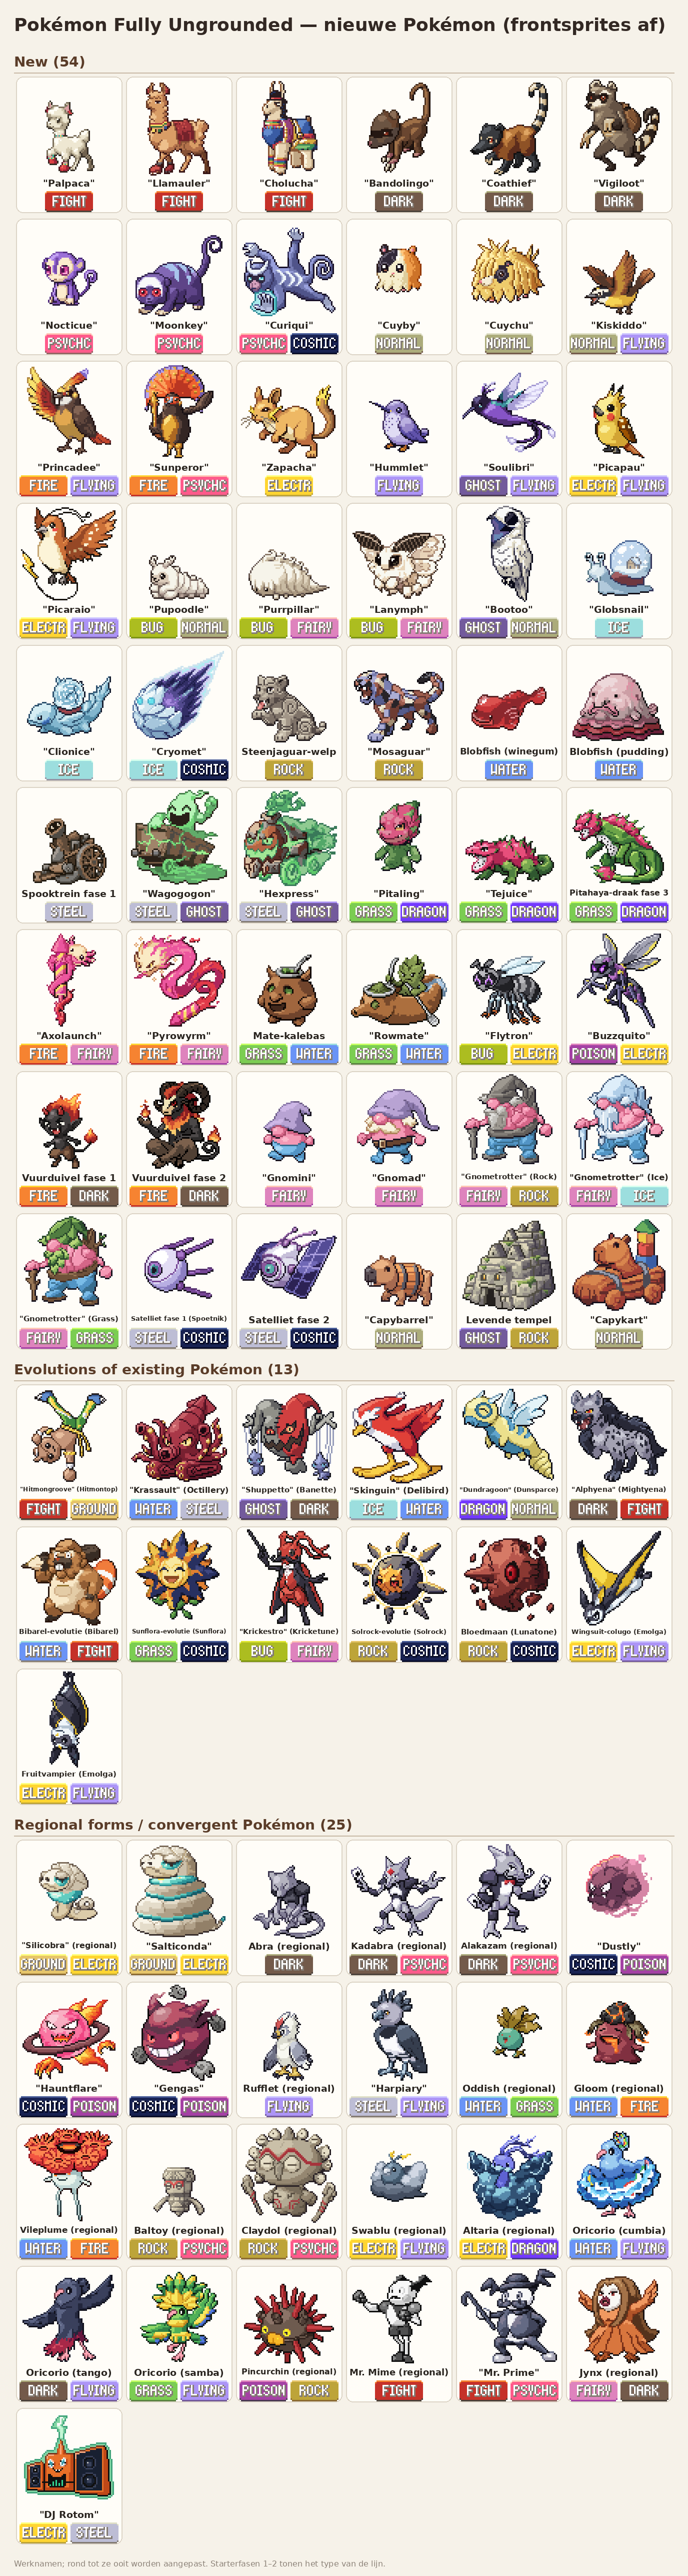 Pokémon Fully Ungrounded — nieuwe Pokémon (frontsprites af)
New (54)
"Palpaca" "Llamauler" "Cholucha" "Bandolingo" "Coathief" "Vigiloot"
FIGHT FIGHT FIGHT DARK DARK DARK
"Nocticue" "Moonkey" "Curiqui" "Cuyby" "Cuychu" "Kiskiddo"
PSYCHC PSYCHC PSYCHC COSMIC NORMAL NORMAL NORMAL FLYING
"Princadee" "Sunperor" "Zapacha" "Hummlet" "Soulibri" "Picapau"
FIRE FLYING FIRE PSYCHC ELECTR FLYING GHOST FLYING ELECTR FLYING
"Picaraio" "Pupoodle" "Purrpillar" "Lanymph" "Bootoo" "Globsnail"
ELECTR FLYING BUG NORMAL BUG FAIRY BUG FAIRY GHOST NORMAL ICE
"Clionice" "Cryomet" Steenjaguar-welp "Mosaguar" Blobfish (winegum) Blobfish (pudding)
ICE ICE COSMIC ROCK ROCK WATER WATER
Spooktrein fase 1 "Wagogogon" "Hexpress" "Pitaling" "Tejuice" Pitahaya-draak fase 3
STEEL STEEL GHOST STEEL GHOST GRASS DRAGON GRASS DRAGON GRASS DRAGON
"Axolaunch" "Pyrowyrm" Mate-kalebas "Rowmate" "Flytron" "Buzzquito"
FIRE FAIRY FIRE FAIRY GRASS WATER GRASS WATER BUG ELECTR POISON ELECTR
Vuurduivel fase 1 Vuurduivel fase 2 "Gnomini" "Gnomad" "Gnometrotter" (Rock) "Gnometrotter" (Ice)
FIRE DARK FIRE DARK FAIRY FAIRY FAIRY ROCK FAIRY ICE
"Gnometrotter" (Grass) Satelliet fase 1 (Spoetnik) Satelliet fase 2 "Capybarrel" Levende tempel "Capykart"
FAIRY GRASS STEEL COSMIC STEEL COSMIC NORMAL GHOST ROCK NORMAL
Evolutions of existing Pokémon (13)
"Hitmongroove" (Hitmontop) "Krassault" (Octillery) "Shuppetto" (Banette) "Skinguin" (Delibird) "Dundragoon" (Dunsparce) "Alphyena" (Mightyena)
FIGHT GROUND WATER STEEL GHOST DARK ICE WATER DRAGON NORMAL DARK FIGHT
Bibarel-evolutie (Bibarel) Sunflora-evolutie (Sunflora) "Krickestro" (Kricketune) Solrock-evolutie (Solrock) Bloedmaan (Lunatone) Wingsuit-colugo (Emolga)
WATER FIGHT GRASS COSMIC BUG FAIRY ROCK COSMIC ROCK COSMIC ELECTR FLYING
Fruitvampier (Emolga)
ELECTR FLYING
Regional forms / convergent Pokémon (25)
"Silicobra" (regional) "Salticonda" Abra (regional) Kadabra (regional) Alakazam (regional) "Dustly"
GROUND ELECTR GROUND ELECTR DARK DARK PSYCHC DARK PSYCHC COSMIC POISON
"Hauntflare" "Gengas" Rufflet (regional) "Harpiary" Oddish (regional) Gloom (regional)
COSMIC POISON COSMIC POISON FLYING STEEL FLYING WATER GRASS WATER FIRE
Vileplume (regional) Baltoy (regional) Claydol (regional) Swablu (regional) Altaria (regional) Oricorio (cumbia)
WATER FIRE ROCK PSYCHC ROCK PSYCHC ELECTR FLYING ELECTR DRAGON WATER FLYING
Oricorio (tango) Oricorio (samba) Pincurchin (regional) Mr. Mime (regional) "Mr. Prime" Jynx (regional)
DARK FLYING GRASS FLYING POISON ROCK FIGHT FIGHT PSYCHC FAIRY DARK
"DJ Rotom"
ELECTR STEEL
Werknamen; rond tot ze ooit worden aangepast. Starterfasen 1–2 tonen het type van de lijn.